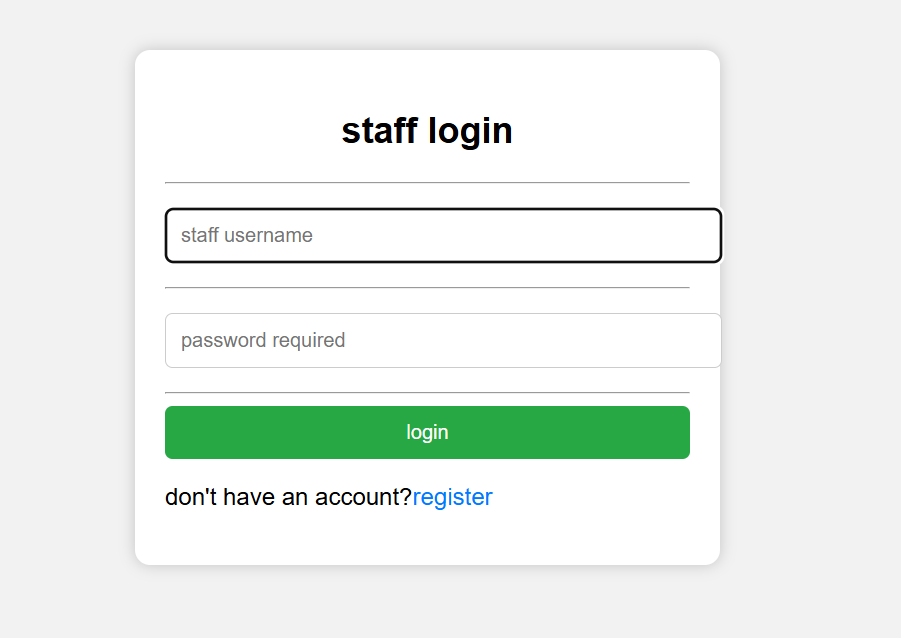 staff login
staff username
password required
login
don't have an account?register